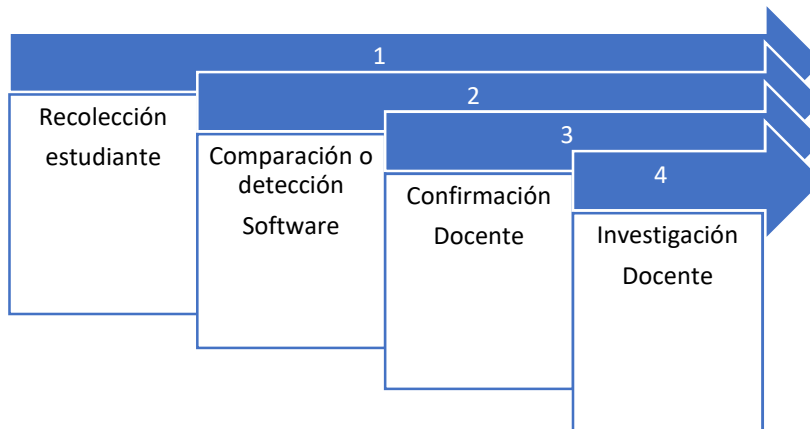 1
Recolección
estudiante
2
Comparación o
detección
Software
3
Confirmación
Docente
4
Investigación
Docente